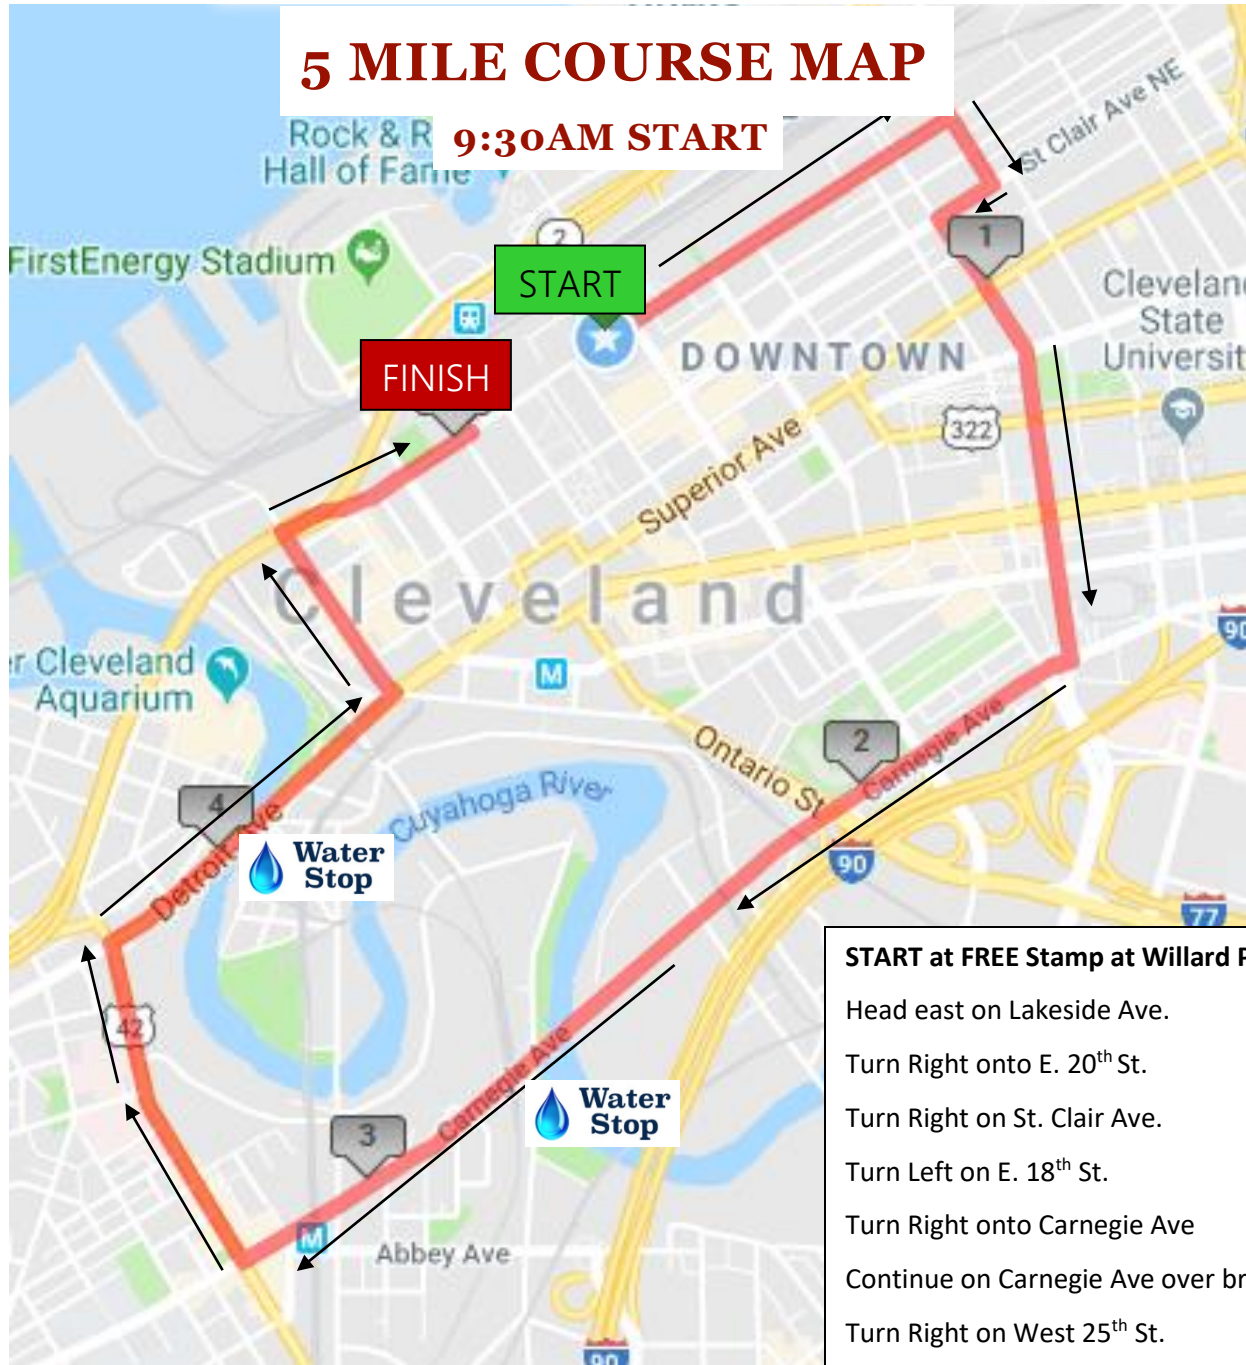 5 MILE COURSE MAP
9:30AM START
Rock & R
Hall of Fame
St Clair Ave NE
2
1
FirstEnergy Stadium
START
Clevelan
State
Universit
DOWNTOWN
FINISH
322
Superior Ave
Cleveland
90
r Cleveland
Aquarium
M
2
Carnegie Ave
Ontario St
Cuyahoga River
4
Detroit Ave
Water
Stop
90
77
42
Carnegie Ave
Water
Stop
3
M
Abbey Ave
90
START at FREE Stamp at Willard P
Head east on Lakeside Ave.
Turn Right onto E. 20th St.
Turn Right on St. Clair Ave.
Turn Left on E. 18th St.
Turn Right onto Carnegie Ave
Continue on Carnegie Ave over br
Turn Right on West 25th St.